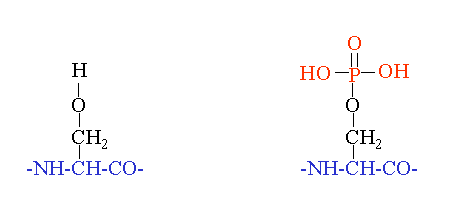 O
H
HO P OH
O
O
CH2
CH2
-NH-CH-CO-
-NH-CH-CO-